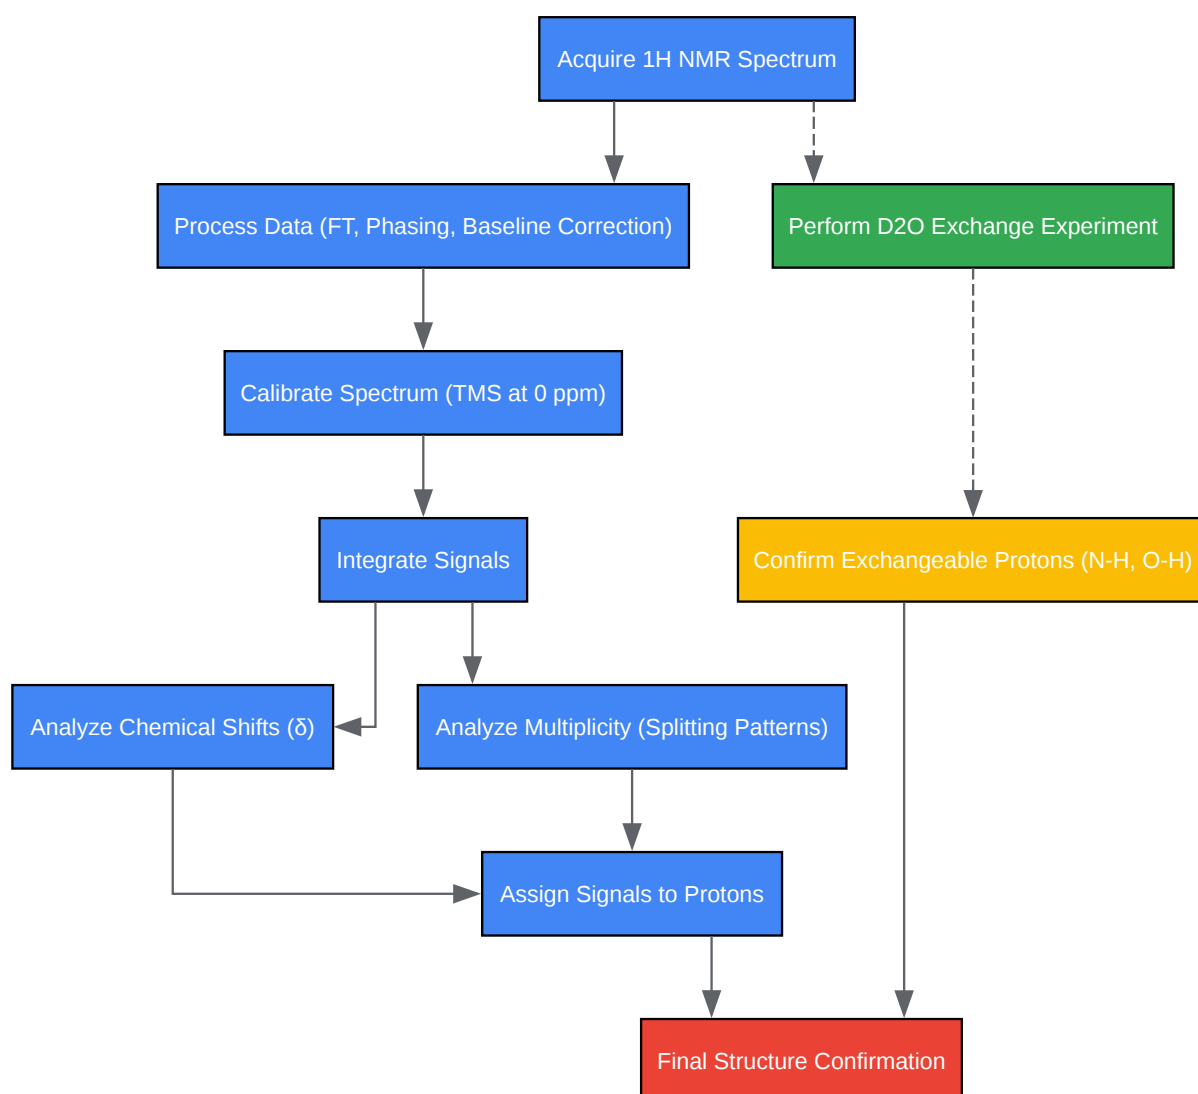 Acquire 1H NMR Spectrum
Process Data (FT, Phasing, Baseline Correction)
Perform D2O Exchange Experiment
Calibrate Spectrum (TMS at 0 ppm)
Integrate Signals
Confirm Exchangeable Protons (N-H, O-H)
Analyze Chemical Shifts (δ)
Analyze Multiplicity (Splitting Patterns)
Assign Signals to Protons
Final Structure Confirmation